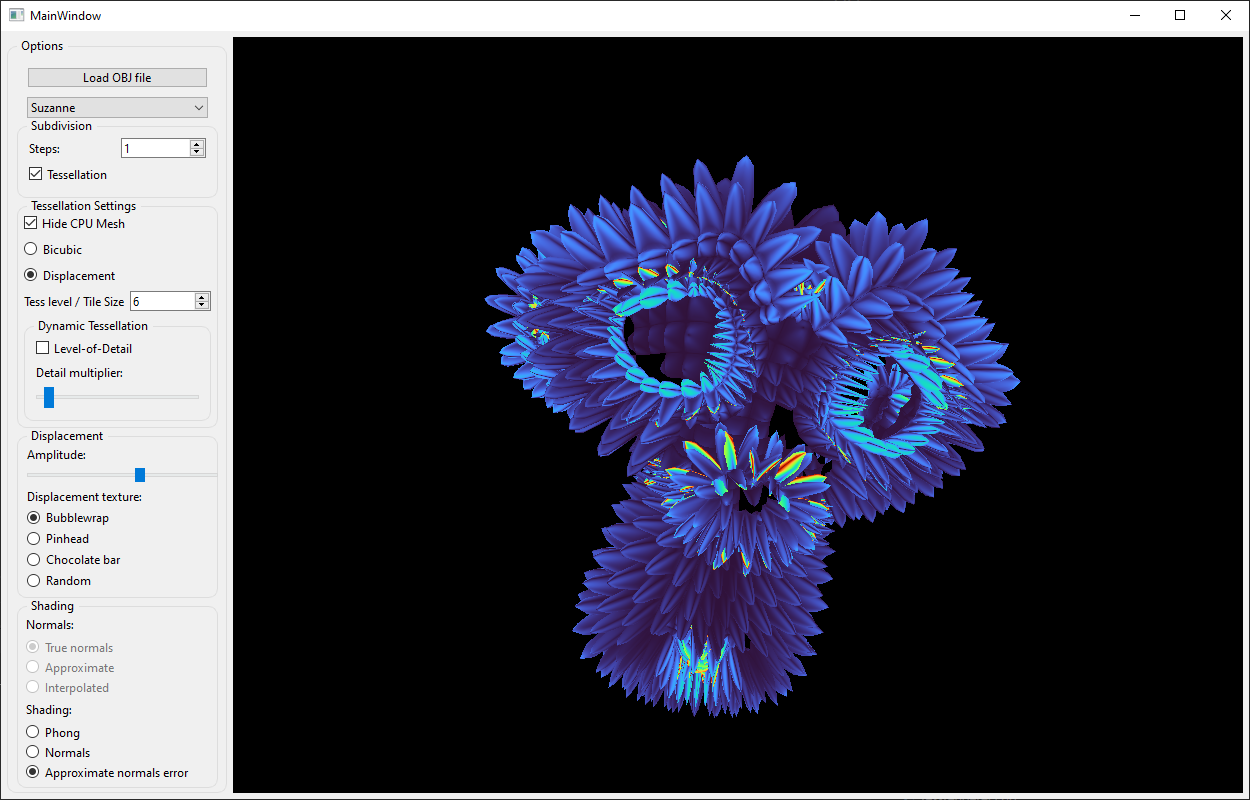 MainWindow
Options
Load OBJ file
Suzanne
Subdivision
Steps: 1
Tessellation
Tessellation Settings
Hide CPU Mesh
Bicubic
Displacement
Tess level / Tile Size 6
Dynamic Tessellation
Level-of-Detail
Detail multiplier:
Displacement
Amplitude:
Displacement texture:
Bubblewrap
Pinhead
Chocolate bar
Random
Shading
Normals:
True normals
Approximate
Interpolated
Shading:
Phong
Normals
Approximate normals error